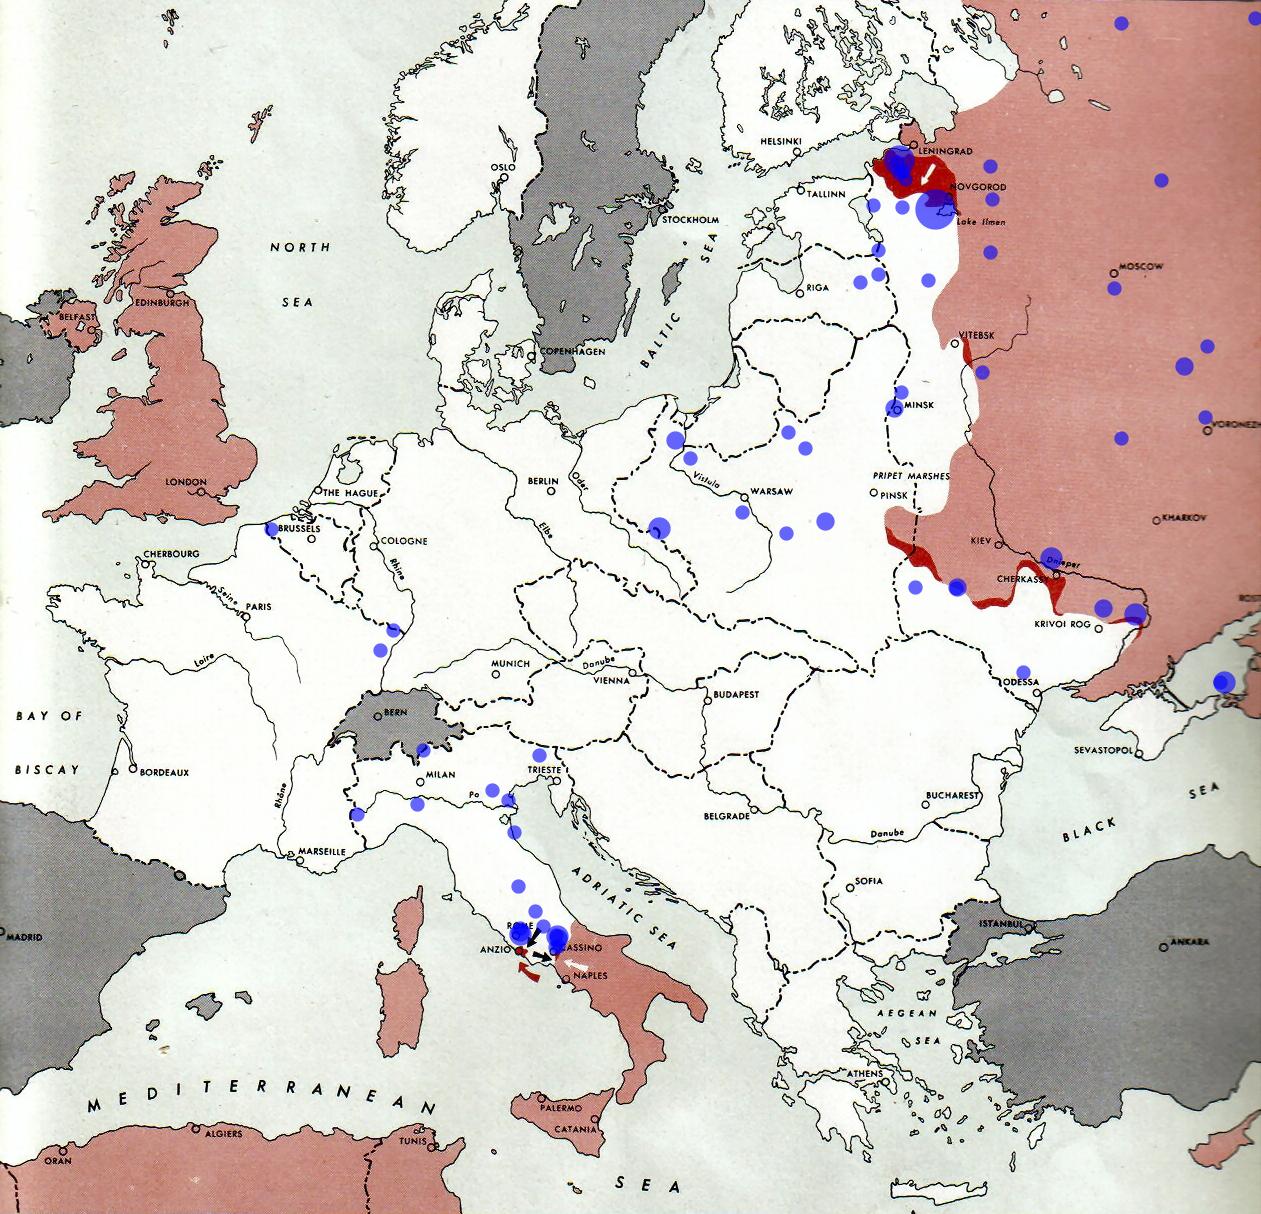 HELSINKI
LENINGRAD
OSLO
NOVGOROD
TALLINN
STOCKHOLM
Lake Ilmen
NORTH
SEA
BALTIC SEA
MOSCOW
RIGA
EDINBURGH
BELFAST
VITEBSK
COPENHAGEN
MINSK
VORONEZH
PRIPET MARSHES
LONDON
THE HAGUE
BERLIN
Oder
Vistula
WARSAW
PINSK
KHARKOV
BRUSSELS
COLOGNE
Elbe
KIEV
CHERBOURG
Rhine
Dnieper
CHERKASSY
Seine
PARIS
KRIVOI ROG
ROST
Loire
MUNICH
Danube
VIENNA
BUDAPEST
ODESSA
BAY OF
BISCAY
BERN
SEVASTOPOL
BORDEAUX
MILAN
TRIESTE
Rhône
Po
BUCHAREST
BLACK SEA
BELGRADE
Danube
MARSEILLE
ADRIATIC SEA
SOFIA
ISTANBUL
MADRID
ROME
ANZIO
CASSINO
ANKARA
NAPLES
AEGEAN
SEA
ATHENS
MEDITERRANEAN
PALERMO
CATANIA
ALGIERS
TUNIS
ORAN
SEA